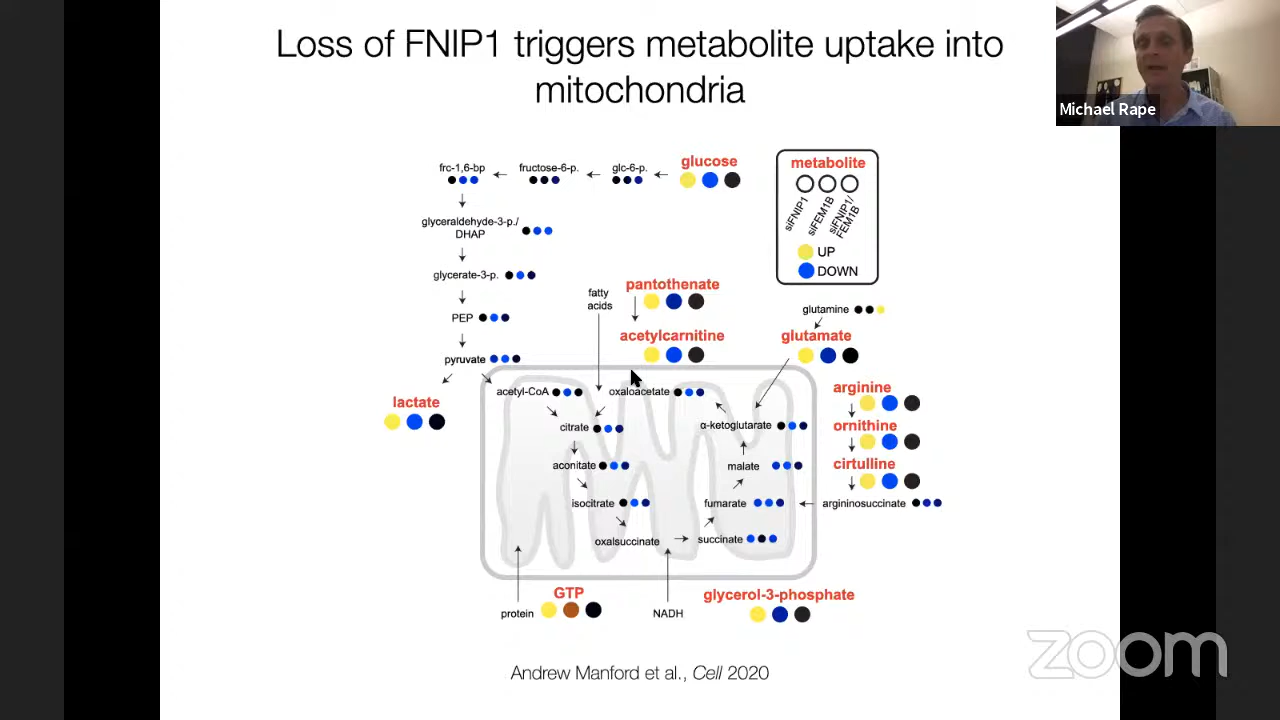 Loss of FNIP1 triggers metabolite uptake into
mitochondria
Michael Rape
frc-1,6-bp
fructose-6-p.
glc-6-p.
glucose
metabolite
siFNIP1
siFEM1B
siFNIP1/
FEM1B
UP
DOWN
glyceraldehyde-3-p./
DHAP
glycerate-3-p.
PEP
pyruvate
lactate
fatty
acids
pantothenate
acetylcarnitine
glutamine
glutamate
arginine
ornithine
cirtulline
argininosuccinate
acetyl-CoA
oxaloacetate
citrate
α-ketoglutarate
aconitate
malate
isocitrate
fumarate
oxalsuccinate
succinate
protein
GTP
NADH
glycerol-3-phosphate
Andrew Manford et al., Cell 2020
zoom